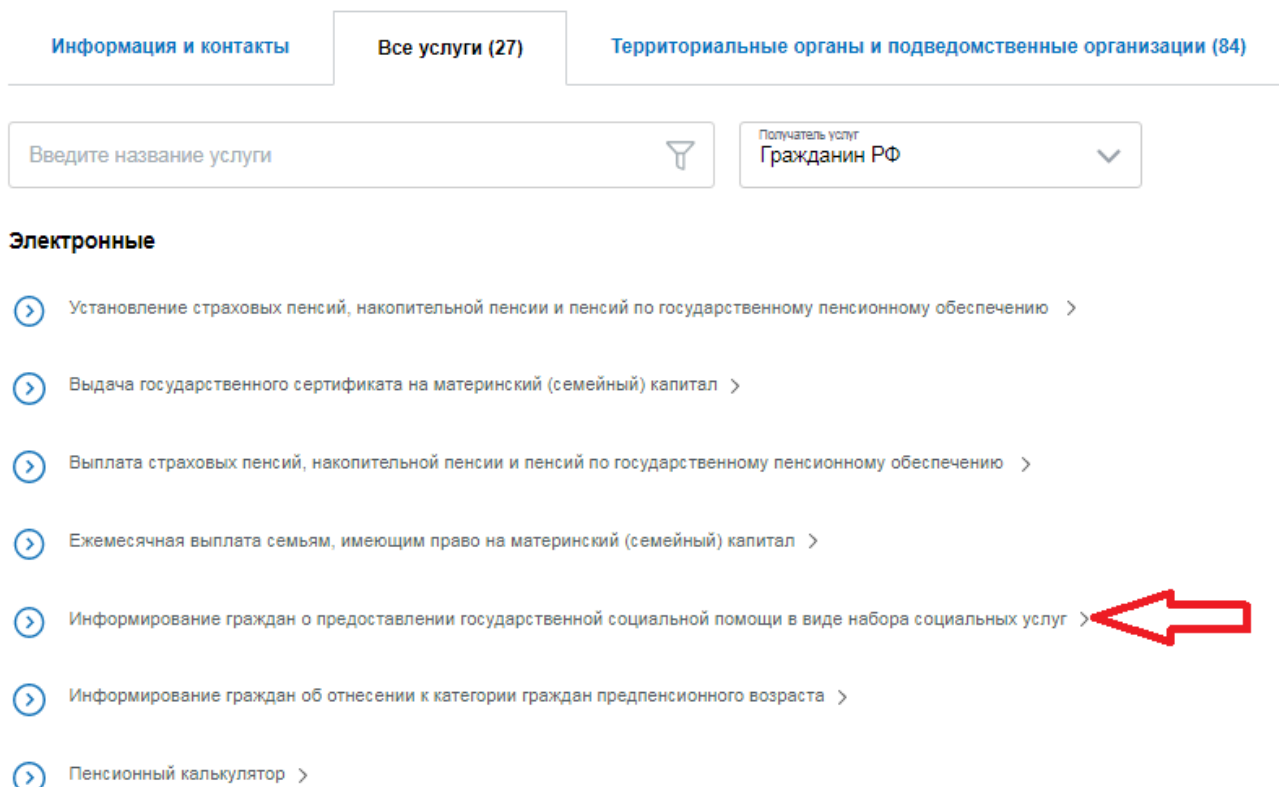 Информация и контакты
Все услуги (27)
Территориальные органы и подведомственные организации (84)
Введите название услуги
Получатель услуг
Гражданин РФ
Электронные
Установление страховых пенсий, накопительной пенсии и пенсий по государственному пенсионному обеспечению
Выдача государственного сертификата на материнский (семейный) капитал
Выплата страховых пенсий, накопительной пенсии и пенсий по государственному пенсионному обеспечению
Ежемесячная выплата семьям, имеющим право на материнский (семейный) капитал
Информирование граждан о предоставлении государственной социальной помощи в виде набора социальных услуг
Информирование граждан об отнесении к категории граждан предпенсионного возраста
Пенсионный калькулятор